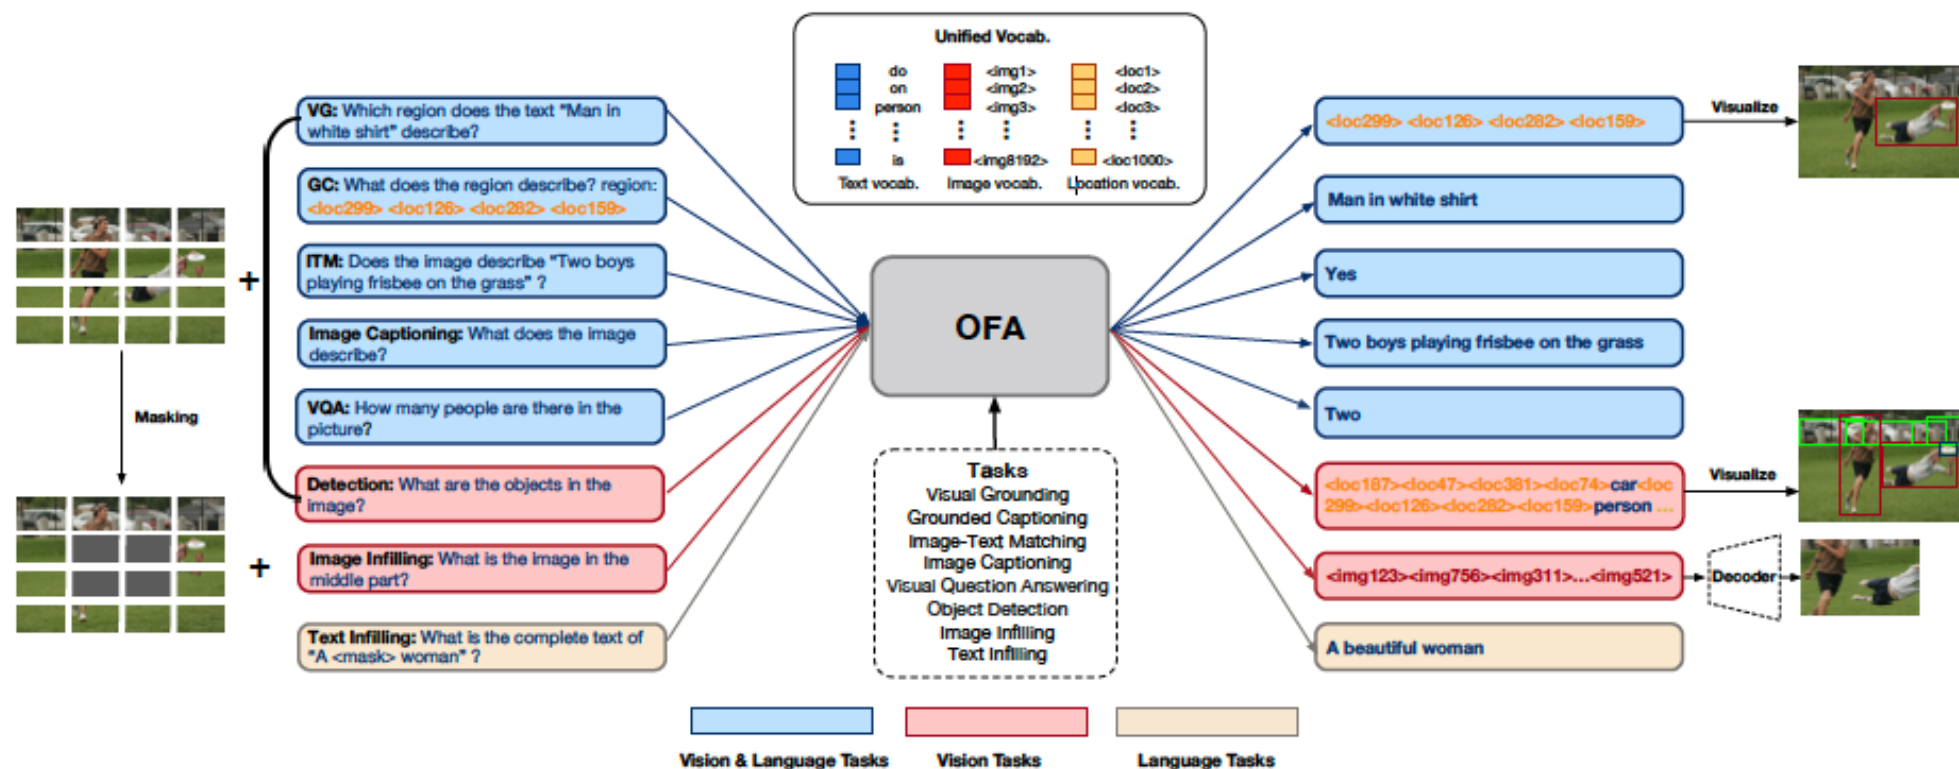 Unified Vocab.
do
on
person
is
Text vocab.
<img1>
<img2>
<img3>
<img8192>
Image vocab.
<loc1>
<loc2>
<loc3>
<loc1000>
Location vocab.
Masking
+
+
VG: Which region does the text “Man in
white shirt” describe?
GC: What does the region describe? region:
<loc299> <loc126> <loc282> <loc159>
ITM: Does the image describe “Two boys
playing frisbee on the grass” ?
Image Captioning: What does the image
describe?
VQA: How many people are there in the
picture?
Detection: What are the objects in the
image?
Image Infilling: What is the image in the
middle part?
Text Infilling: What is the complete text of
“A <mask> woman” ?
OFA
Tasks
Visual Grounding
Grounded Captioning
Image-Text Matching
Image Captioning
Visual Question Answering
Object Detection
Image Infilling
Text Infilling
<loc299> <loc126> <loc282> <loc159>
Visualize
Man in white shirt
Yes
Two boys playing frisbee on the grass
Two
<loc187><loc47><loc381><loc74>car<loc
299><loc126><loc282><loc159>person ...
Visualize
<img123><img756><img311>...<img521>
Decoder
A beautiful woman
Vision & Language Tasks
Vision Tasks
Language Tasks